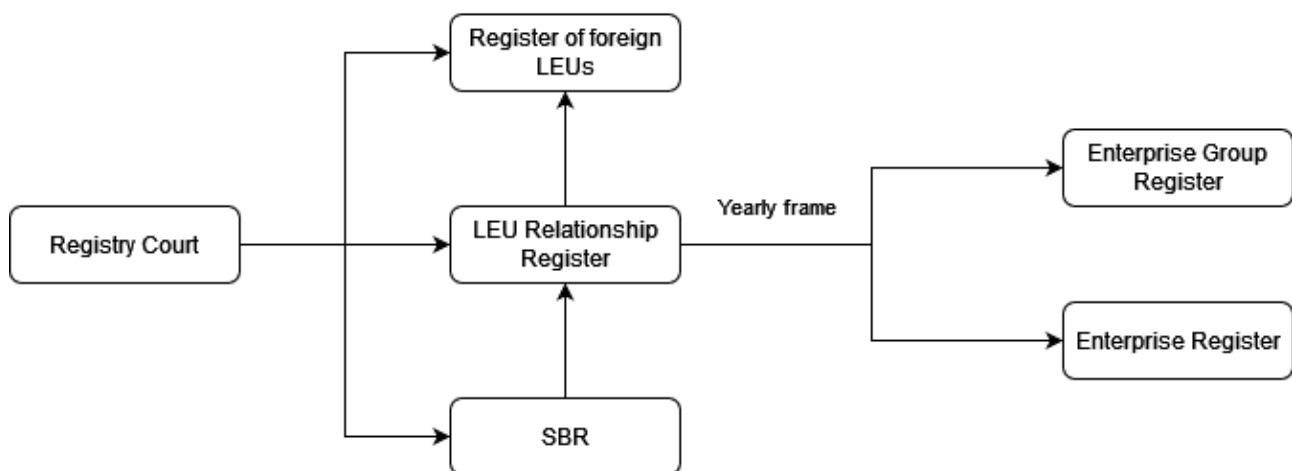 Register of foreign
LEUs
Enterprise Group
Register
Yearly frame
Registry Court
LEU Relationship
Register
Enterprise Register
SBR